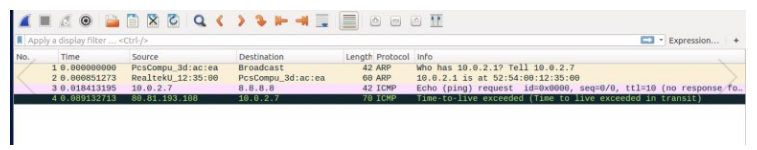 Apply a display filter ... <Ctrl-/> Expression... +
No. Time Source Destination Length Protocol Info
1 0.000000000 PcsCompu_3d:ac:ea Broadcast 42 ARP Who has 10.0.2.1? Tell 10.0.2.7
2 0.000851273 RealtekU_12:35:00 PcsCompu_3d:ac:ea 60 ARP 10.0.2.1 is at 52:54:00:12:35:00
3 0.018413195 10.0.2.7 8.8.8.8 42 ICMP Echo (ping) request id=0x0000, seq=0/0, ttl=10 (no response fo...
4 0.089132713 80.81.193.108 10.0.2.7 70 ICMP Time-to-live exceeded (Time to live exceeded in transit)